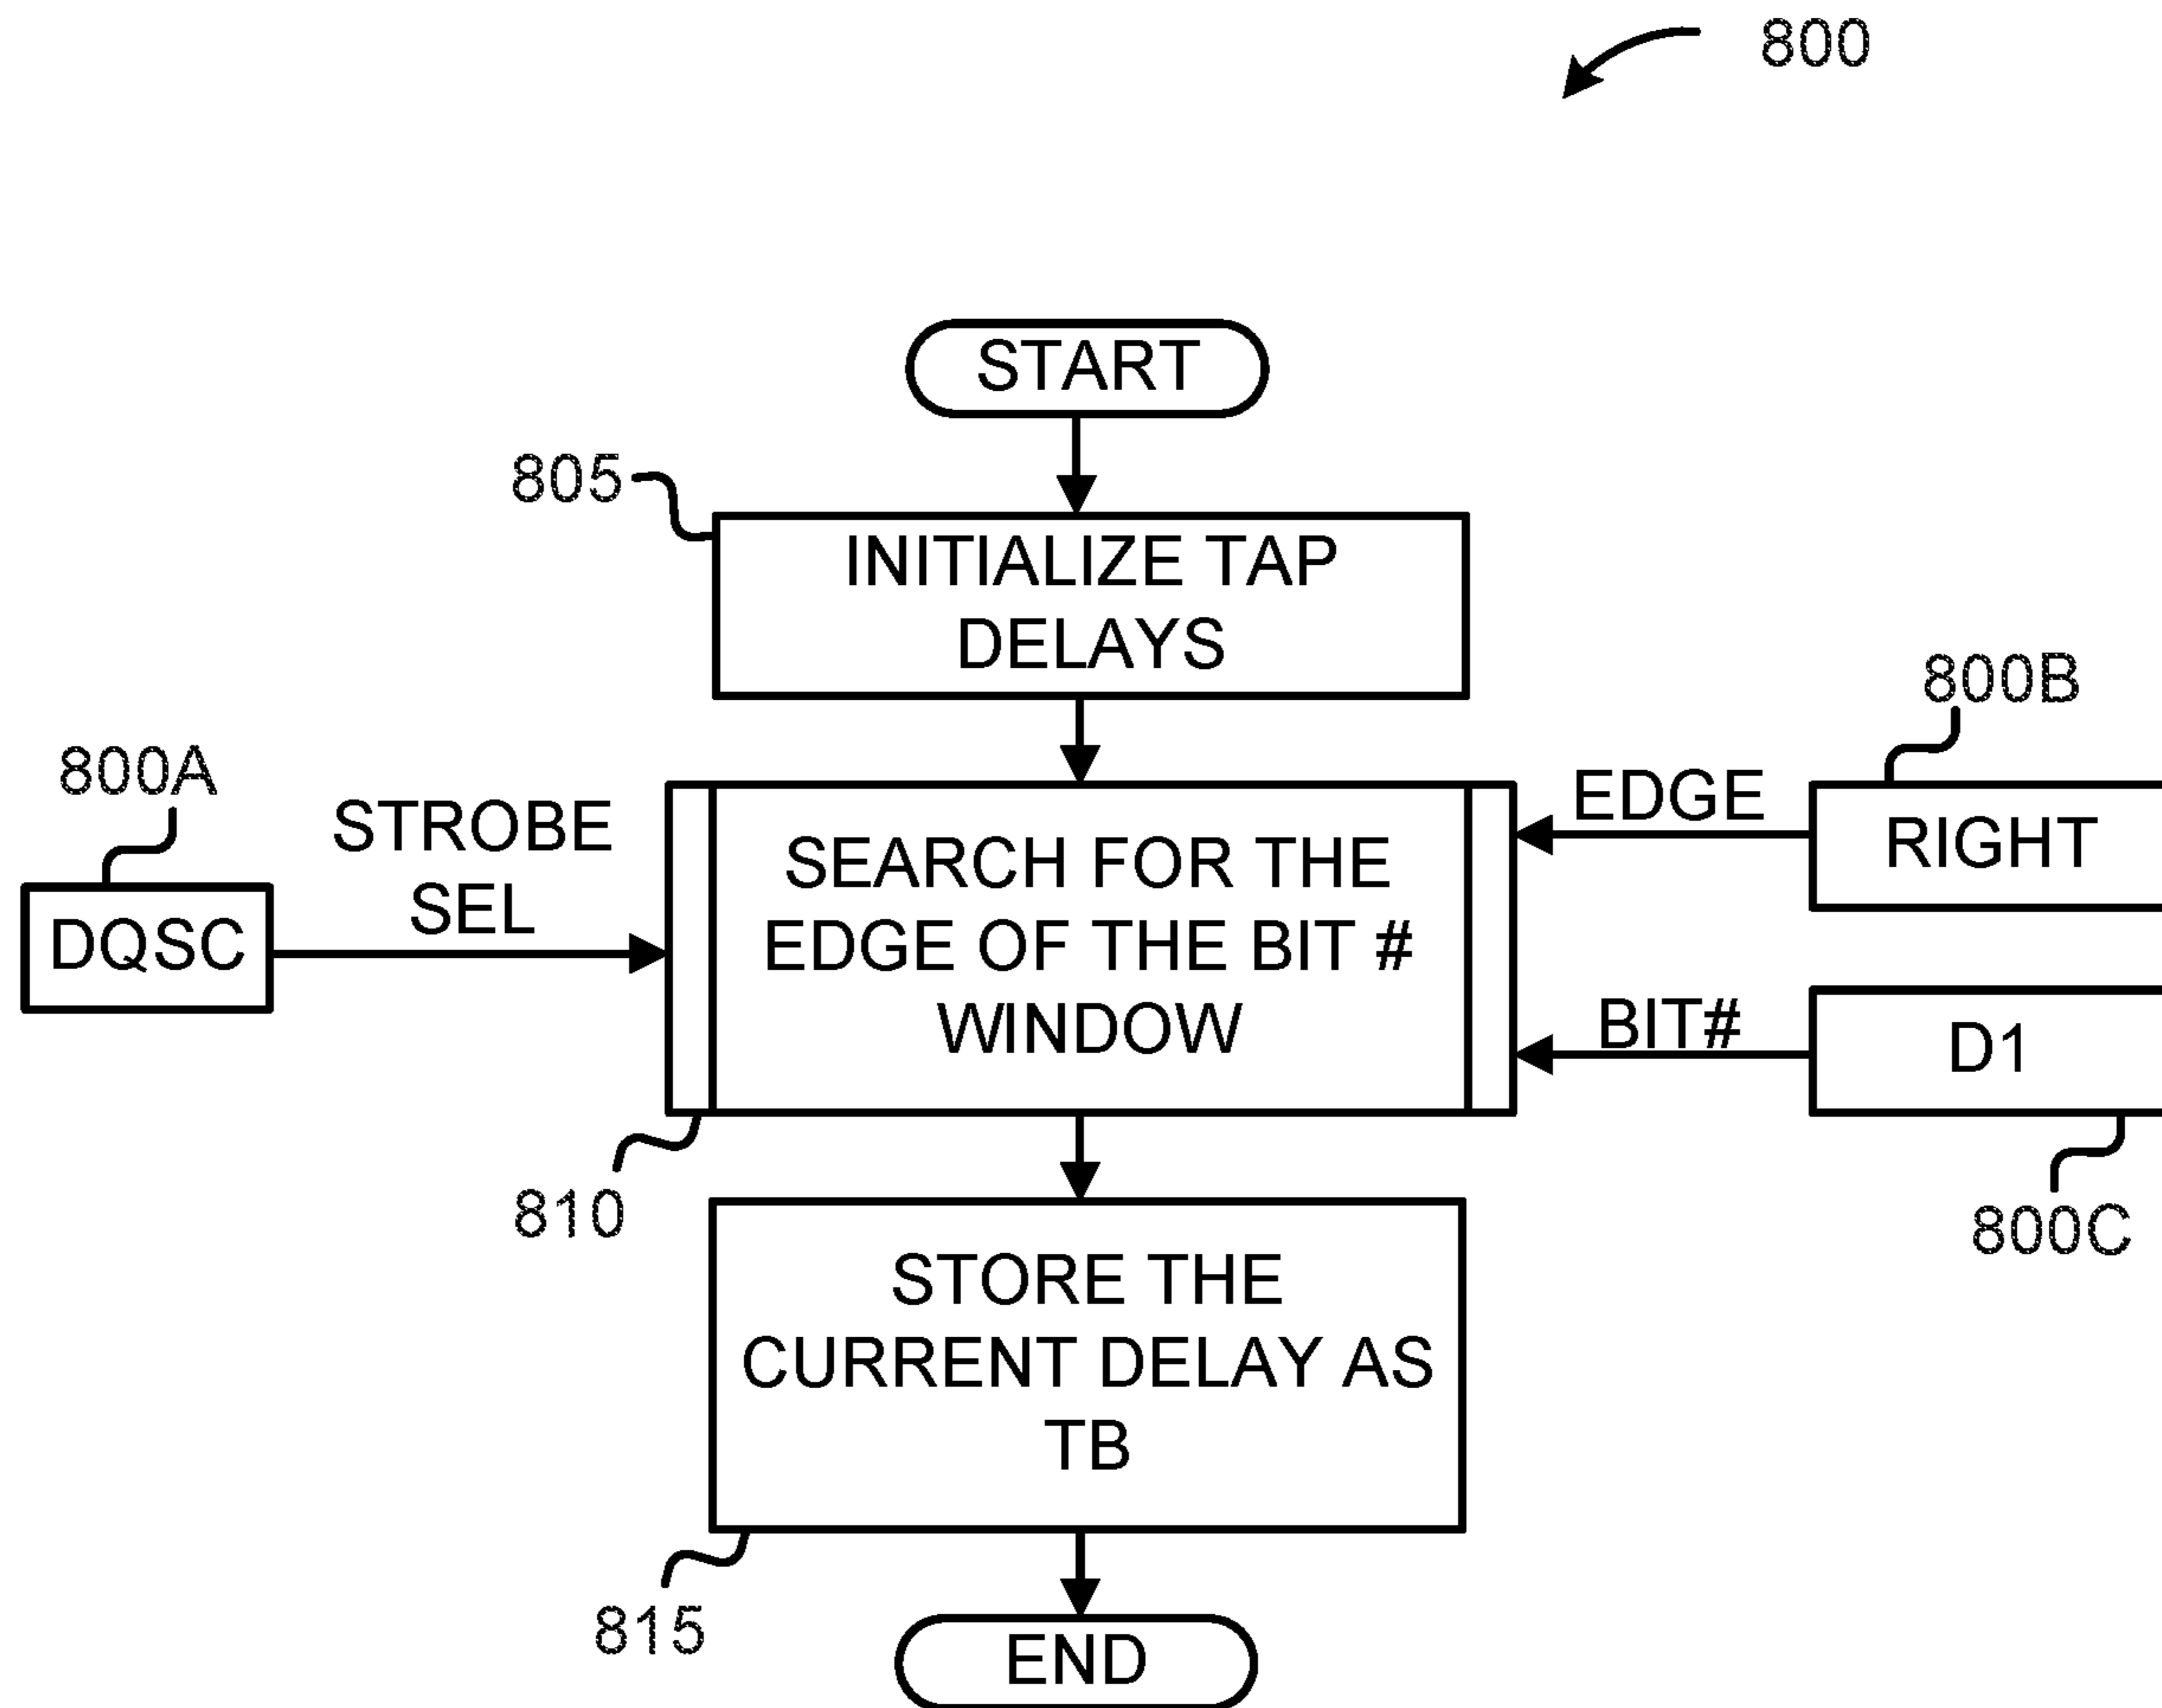 800
START
805
INITIALIZE TAP
DELAYS
800B
800A
STROBE
SEL
DQSC
SEARCH FOR THE
EDGE OF THE BIT #
WINDOW
EDGE
RIGHT
BIT#
D1
810
800C
STORE THE
CURRENT DELAY AS
TB
815
END